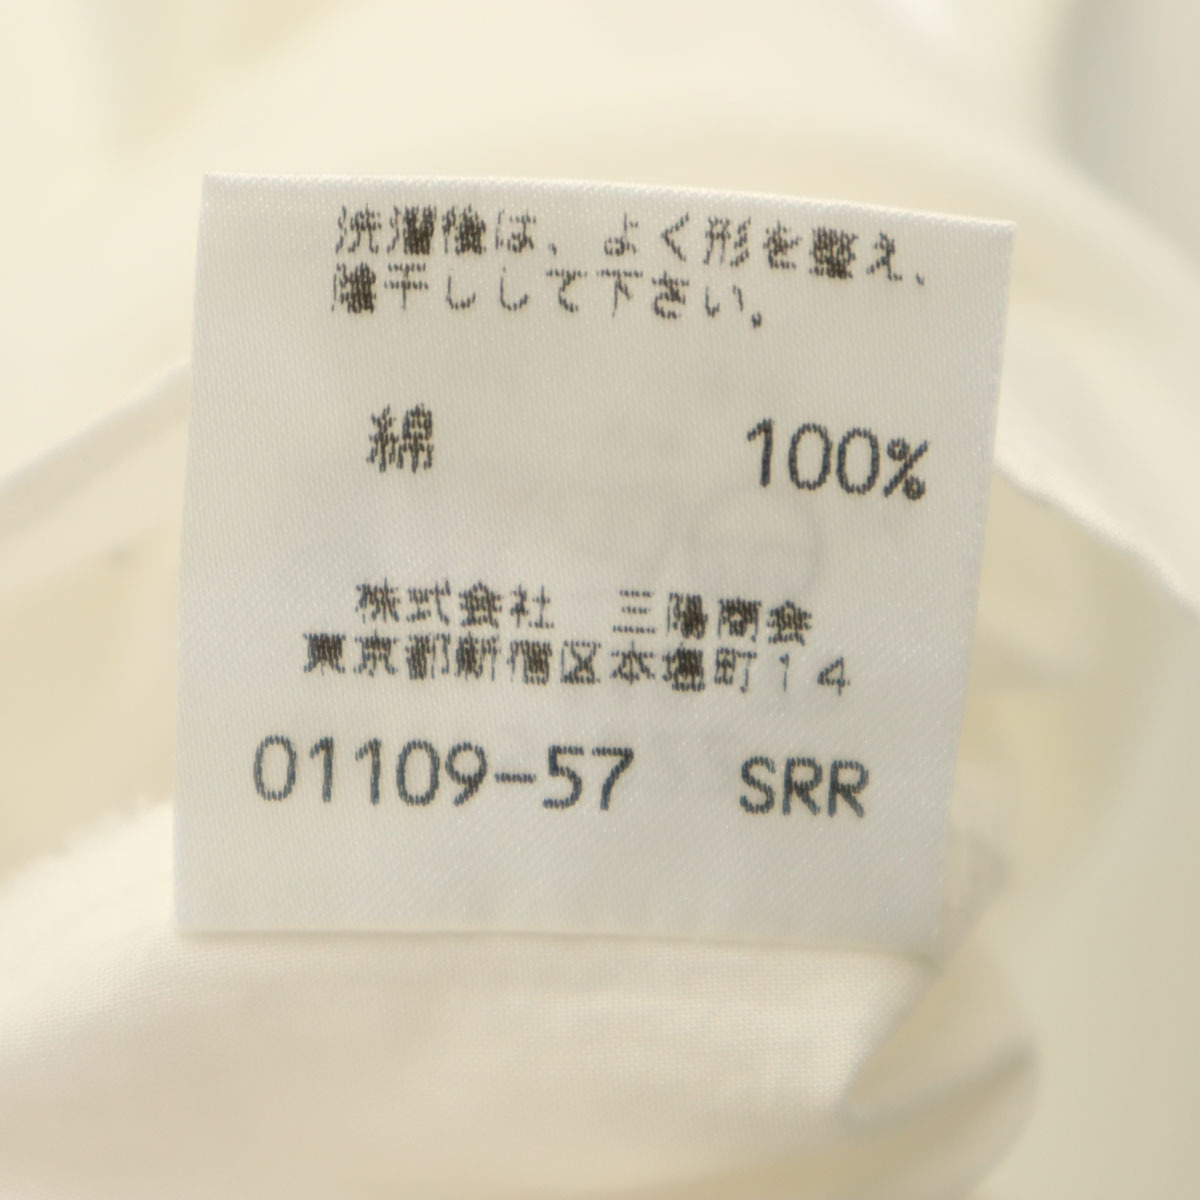 洗濯後は、よく形を整え、
陰干しして下さい。
綿 100%
株式会社 三陽商会
東京都新宿区本塩町14
01109-57 SRR